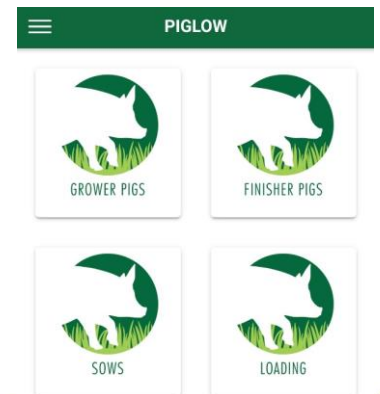 PIGLOW
GROWER PIGS
FINISHER PIGS
SOWS
LOADING